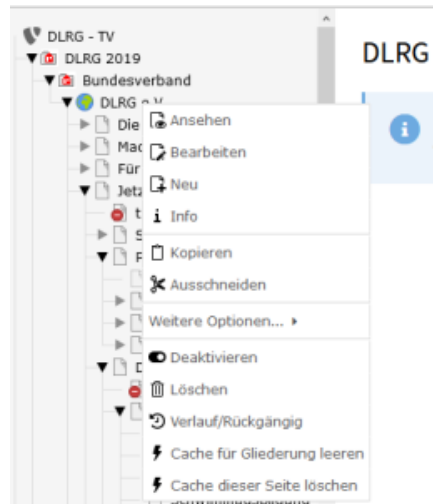 DLRG - TV
DLRG 2019
DLRG
Bundesverband
DLRG e.V.
Die
Ansehen
Mac
Bearbeiten
Für
Neu
Jetz
Info
Kopieren
Ausschneiden
Weitere Optionen...
Deaktivieren
Löschen
Verlauf/Rückgängig
Cache für Gliederung leeren
Cache dieser Seite löschen